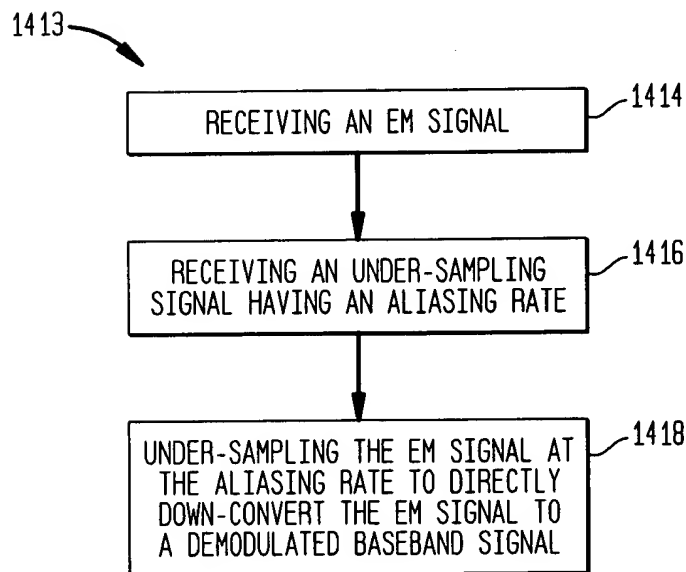 1413
RECEIVING AN EM SIGNAL
1414
RECEIVING AN UNDER-SAMPLING
SIGNAL HAVING AN ALIASING RATE
1416
UNDER-SAMPLING THE EM SIGNAL AT
THE ALIASING RATE TO DIRECTLY
DOWN-CONVERT THE EM SIGNAL TO
A DEMODULATED BASEBAND SIGNAL
1418